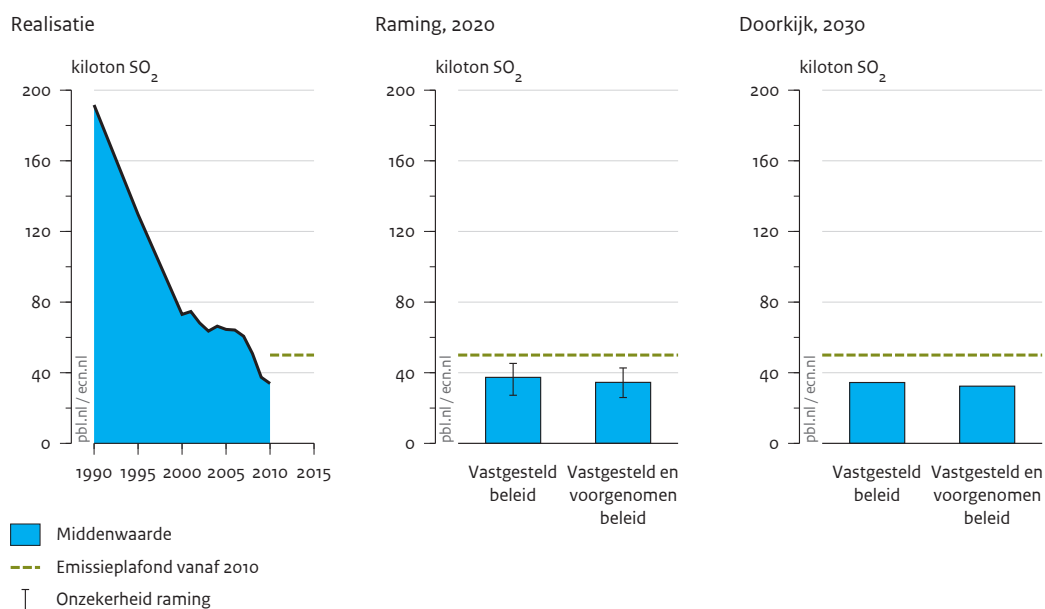 Realisatie
kiloton SO2
200
160
120
80
40
0
1990 1995 2000 2005 2010 2015
pbl.nl / ecn.nl
Raming, 2020
kiloton SO2
200
160
120
80
40
0
pbl.nl / ecn.nl
Vastgesteld
beleid
Vastgesteld en
voorgenomen
beleid
Doorkijk, 2030
kiloton SO2
200
160
120
80
40
0
pbl.nl / ecn.nl
Vastgesteld
beleid
Vastgesteld en
voorgenomen
beleid
Middenwaarde
Emissieplafond vanaf 2010
Onzekerheid raming